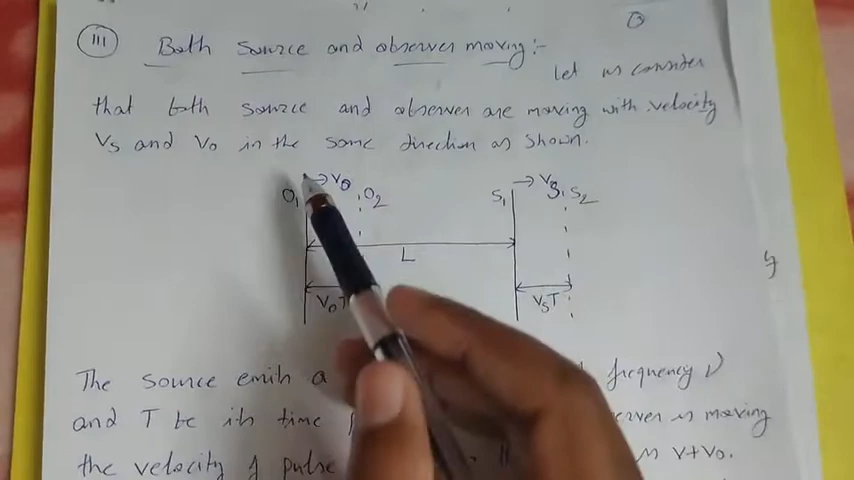 (III) Both Source and observer moving :-
let us consider
that both source and observer are moving with velocity
Vs and Vo in the same direction as shown.
→ Vo → Vs
O1 O2 S1 S2
L
VoT VsT
The source emits a frequency ν
and T be its time observer is moving
the velocity of pulse is v+vo.